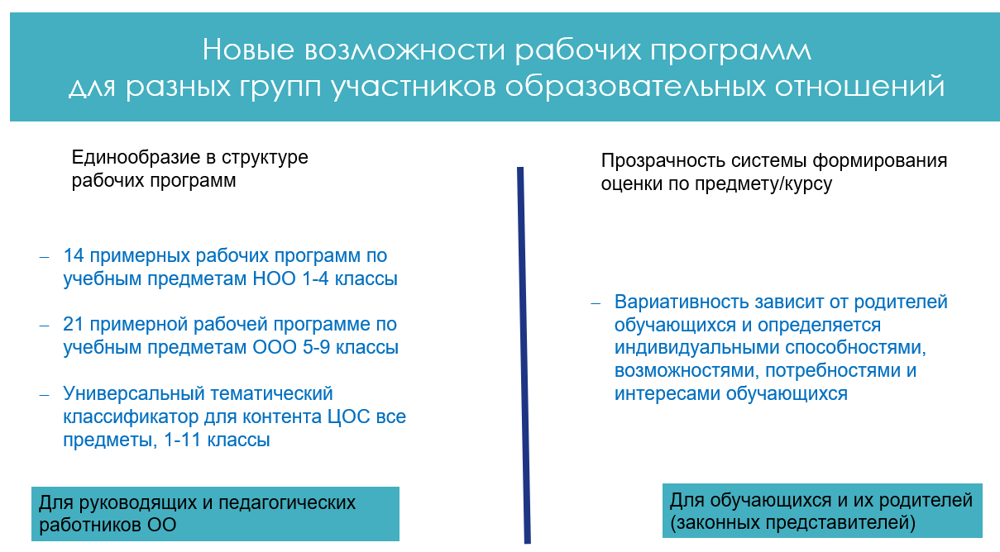 Новые возможности рабочих программ
для разных групп участников образовательных отношений
Единообразие в структуре
рабочих программ
– 14 примерных рабочих программ по
учебным предметам НОО 1-4 классы
– 21 примерной рабочей программе по
учебным предметам ООО 5-9 классы
– Универсальный тематический
классификатор для контента ЦОС все
предметы, 1-11 классы
Для руководящих и педагогических
работников ОО
Прозрачность системы формирования
оценки по предмету/курсу
– Вариативность зависит от родителей
обучающихся и определяется
индивидуальными способностями,
возможностями, потребностями и
интересами обучающихся
Для обучающихся и их родителей
(законных представителей)